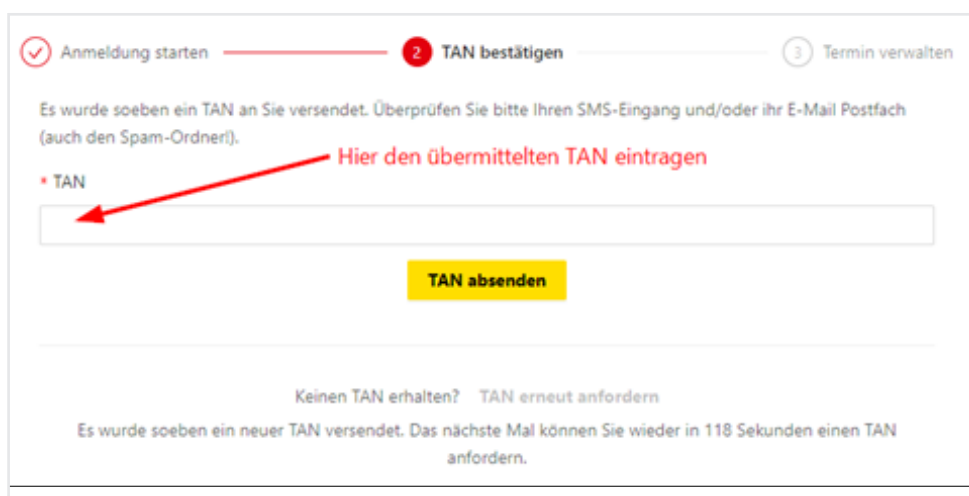 Anmeldung starten 2 TAN bestätigen 3 Termin verwalten
Es wurde soeben ein TAN an Sie versendet. Überprüfen Sie bitte Ihren SMS-Eingang und/oder ihr E-Mail Postfach
(auch den Spam-Ordner!).
Hier den übermittelten TAN eintragen
* TAN
TAN absenden
Keinen TAN erhalten? TAN erneut anfordern
Es wurde soeben ein neuer TAN versendet. Das nächste Mal können Sie wieder in 118 Sekunden einen TAN
anfordern.